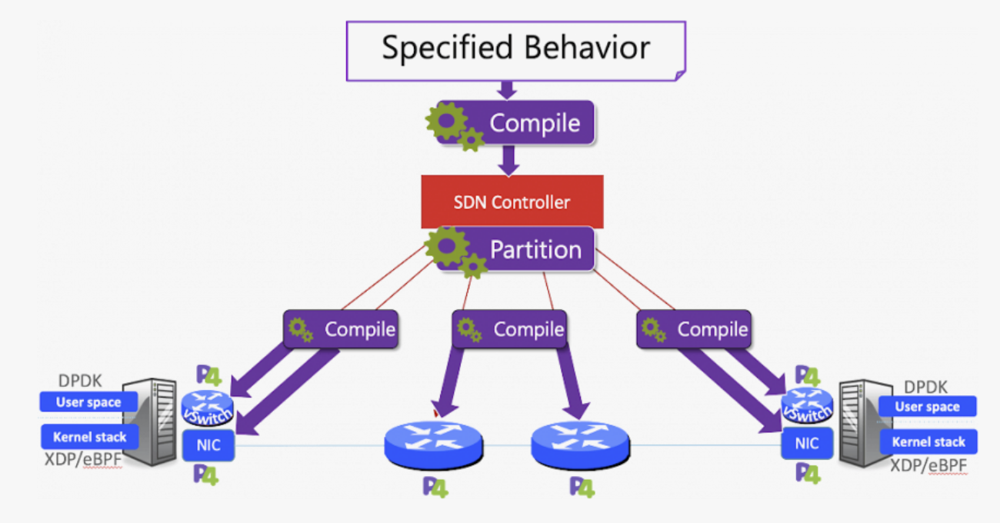 Specified Behavior
Compile
SDN Controller
Partition
Compile
Compile
Compile
DPDK
User space
Kernel stack
XDP/eBPF
P4
vSwitch
NIC
P4
P4
P4
P4
vSwitch
NIC
P4
DPDK
User space
Kernel stack
XDP/eBPF